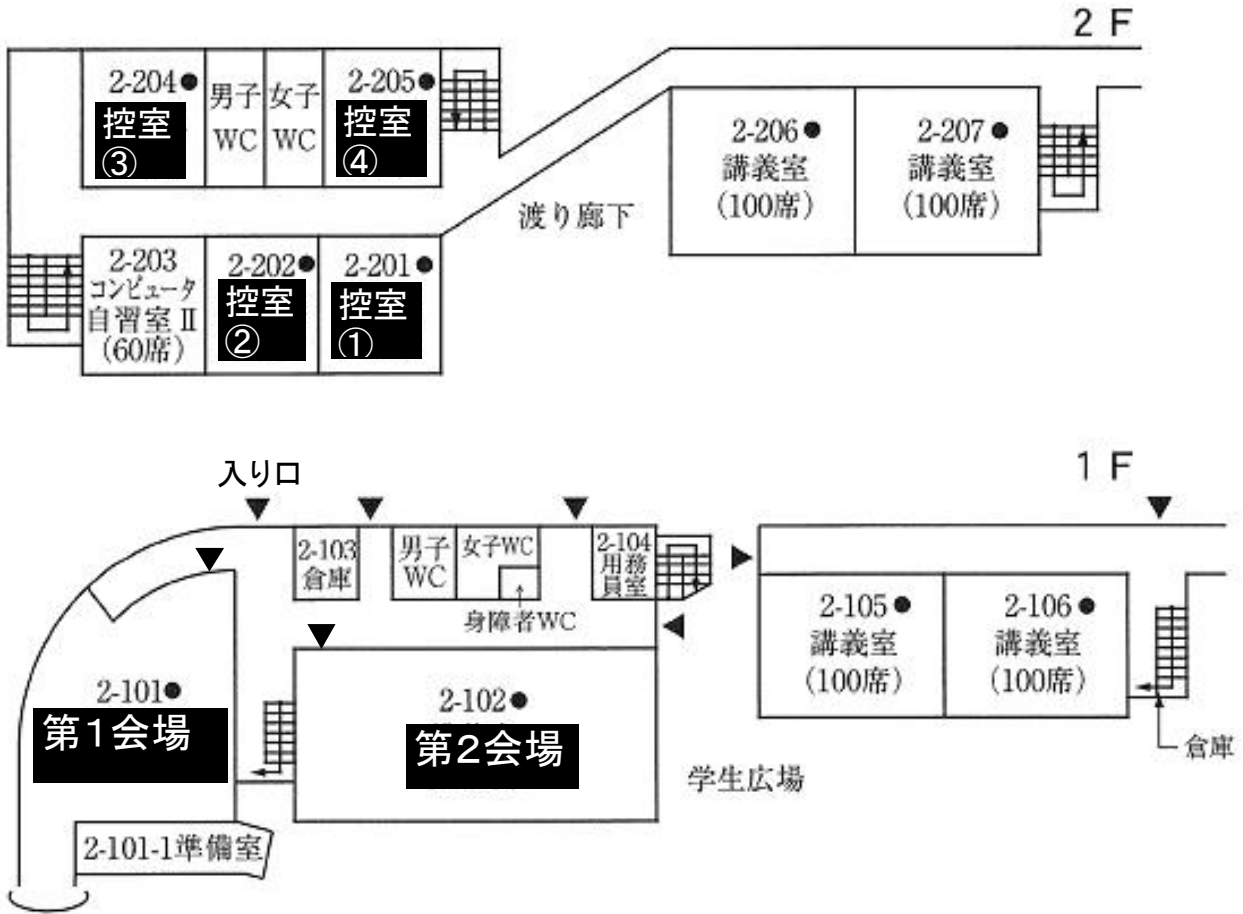 2 F
2-204●
控室
③
男子
WC
女子
WC
2-205●
控室
④
2-206●
講義室
(100席)
2-207●
講義室
(100席)
渡り廊下
2-203
コンピュータ
自習室Ⅱ
(60席)
2-202●
控室
②
2-201●
控室
①
1 F
入り口
2-103
倉庫
男子
WC
女子WC
2-104
用務
員室
身障者WC
2-105●
講義室
(100席)
2-106●
講義室
(100席)
2-101●
第1会場
2-102●
第2会場
倉庫
学生広場
2-101-1準備室